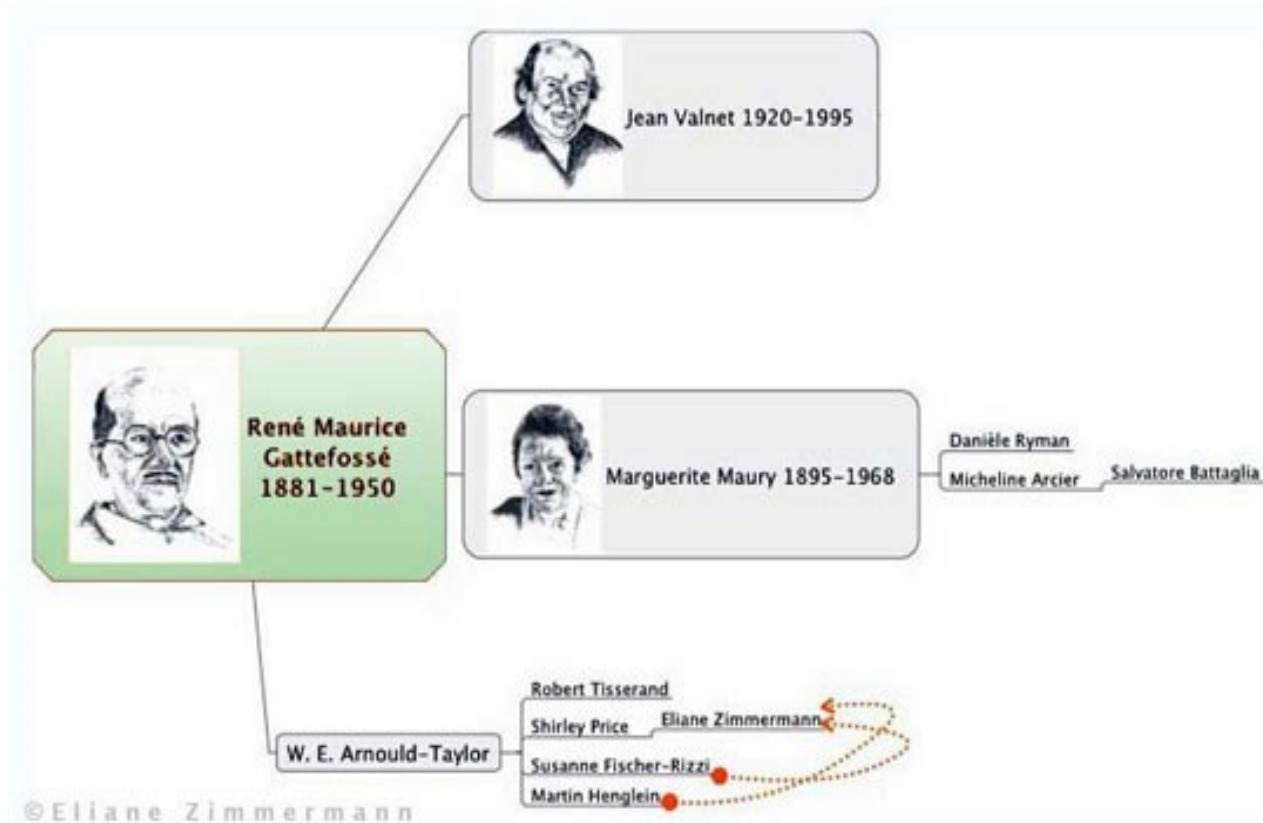 Jean Valnet 1920-1995
René Maurice
Gattefossé
1881-1950
Marguerite Maury 1895-1968
Danièle Ryman
Micheline Arcier
Salvatore Battaglia
W. E. Arnould-Taylor
Robert Tisserand
Shirley Price
Eliane Zimmermann
Susanne Fischer-Rizzi
Martin Henglein
©Eliane Zimmermann